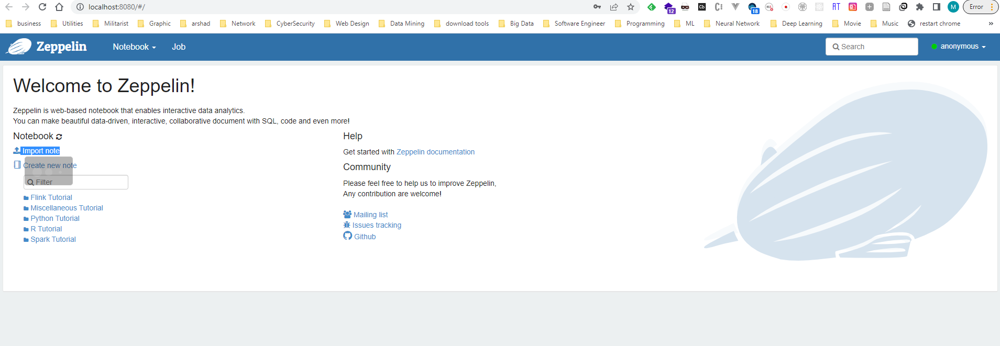 localhost:8080/#/
12
Cb
18
AT
M
Error
business Utilities Militarist Graphic arshad Network CyberSecurity Web Design Data Mining download tools Big Data Software Engineer Programming ML Neural Network Deep Learning Movie Music restart chrome »
Zeppelin Notebook Job Search anonymous
Welcome to Zeppelin!
Zeppelin is web-based notebook that enables interactive data analytics.
You can make beautiful data-driven, interactive, collaborative document with SQL, code and even more!
Notebook
Import note
Create new note
Filter
Flink Tutorial
Miscellaneous Tutorial
Python Tutorial
R Tutorial
Spark Tutorial
Help
Get started with Zeppelin documentation
Community
Please feel free to help us to improve Zeppelin,
Any contribution are welcome!
Mailing list
Issues tracking
Github